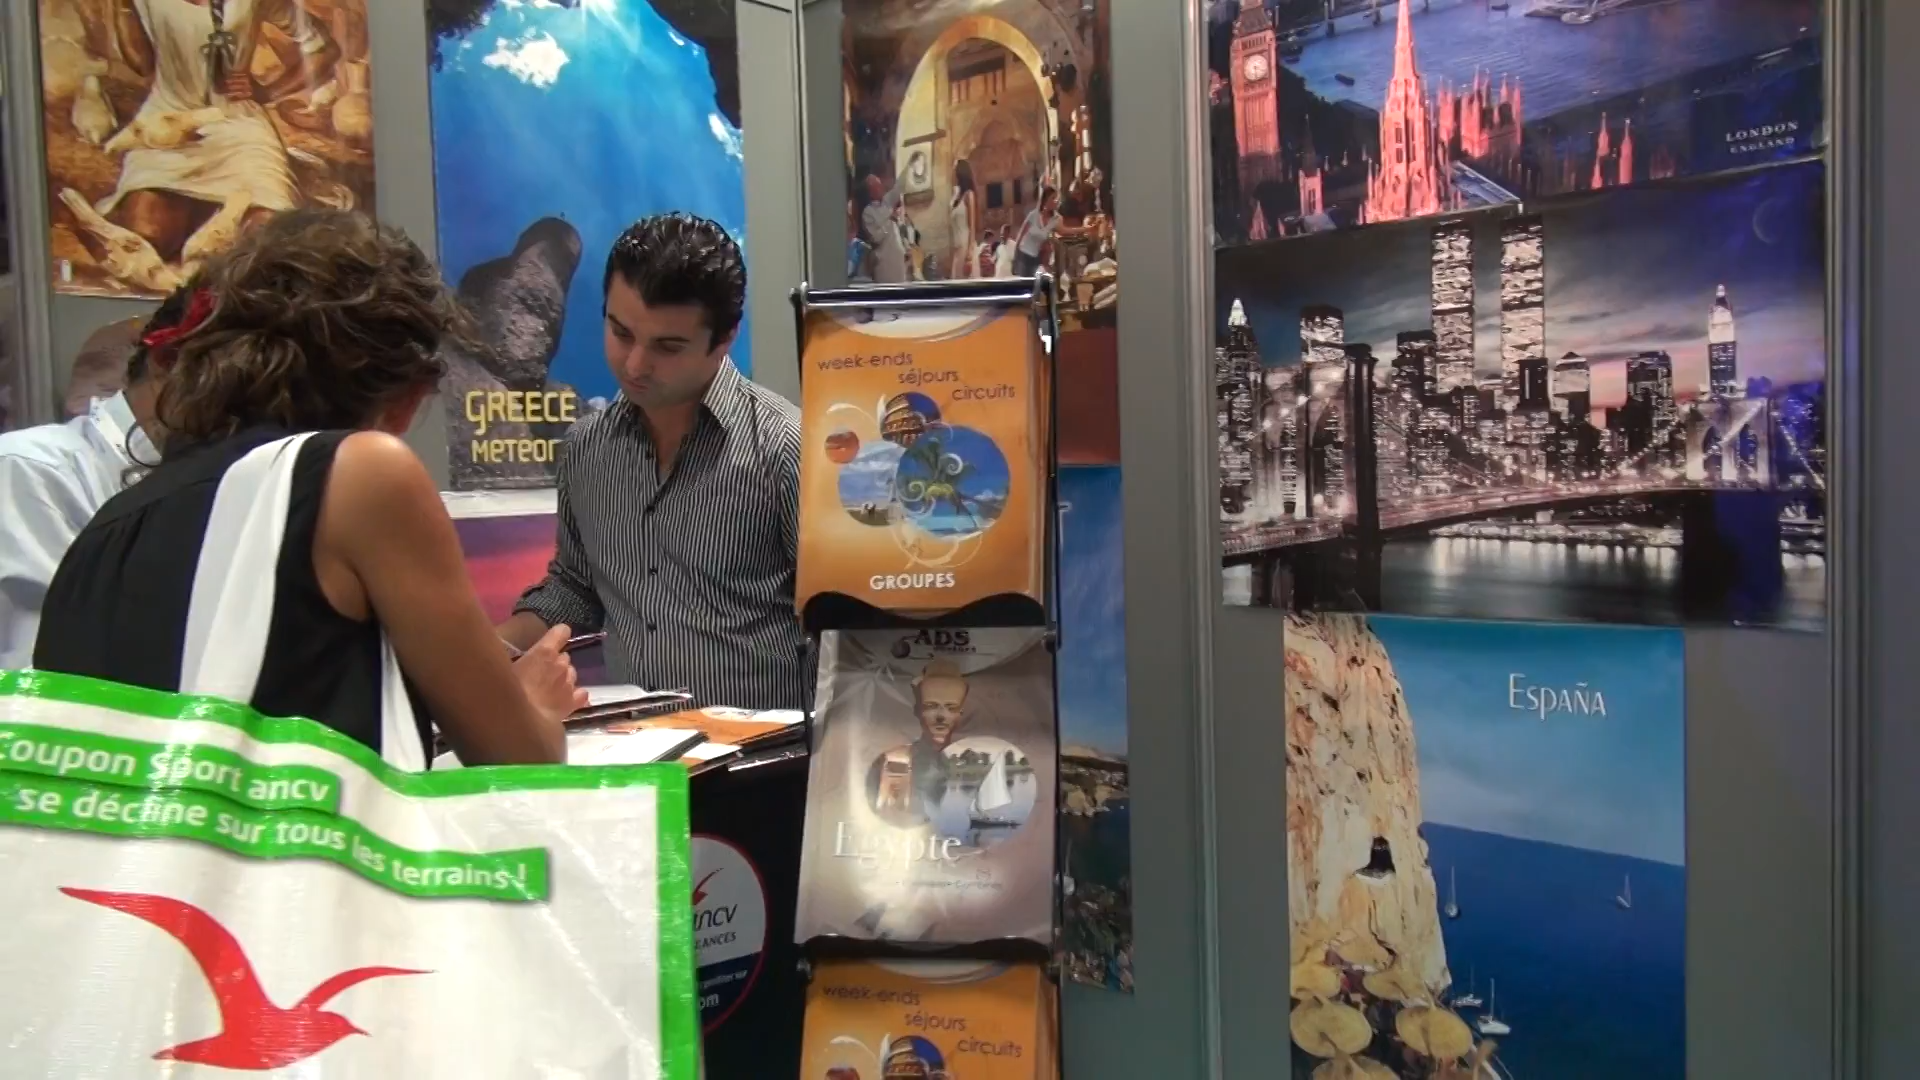 LONDON
ENGLAND
GREECE
METEOR
week-ends
séjours
circuits
GROUPES
ADS
Egypte
España
Coupon Sport ancv
se décline sur tous les terrains !
ancv
week-ends
séjours
circuits